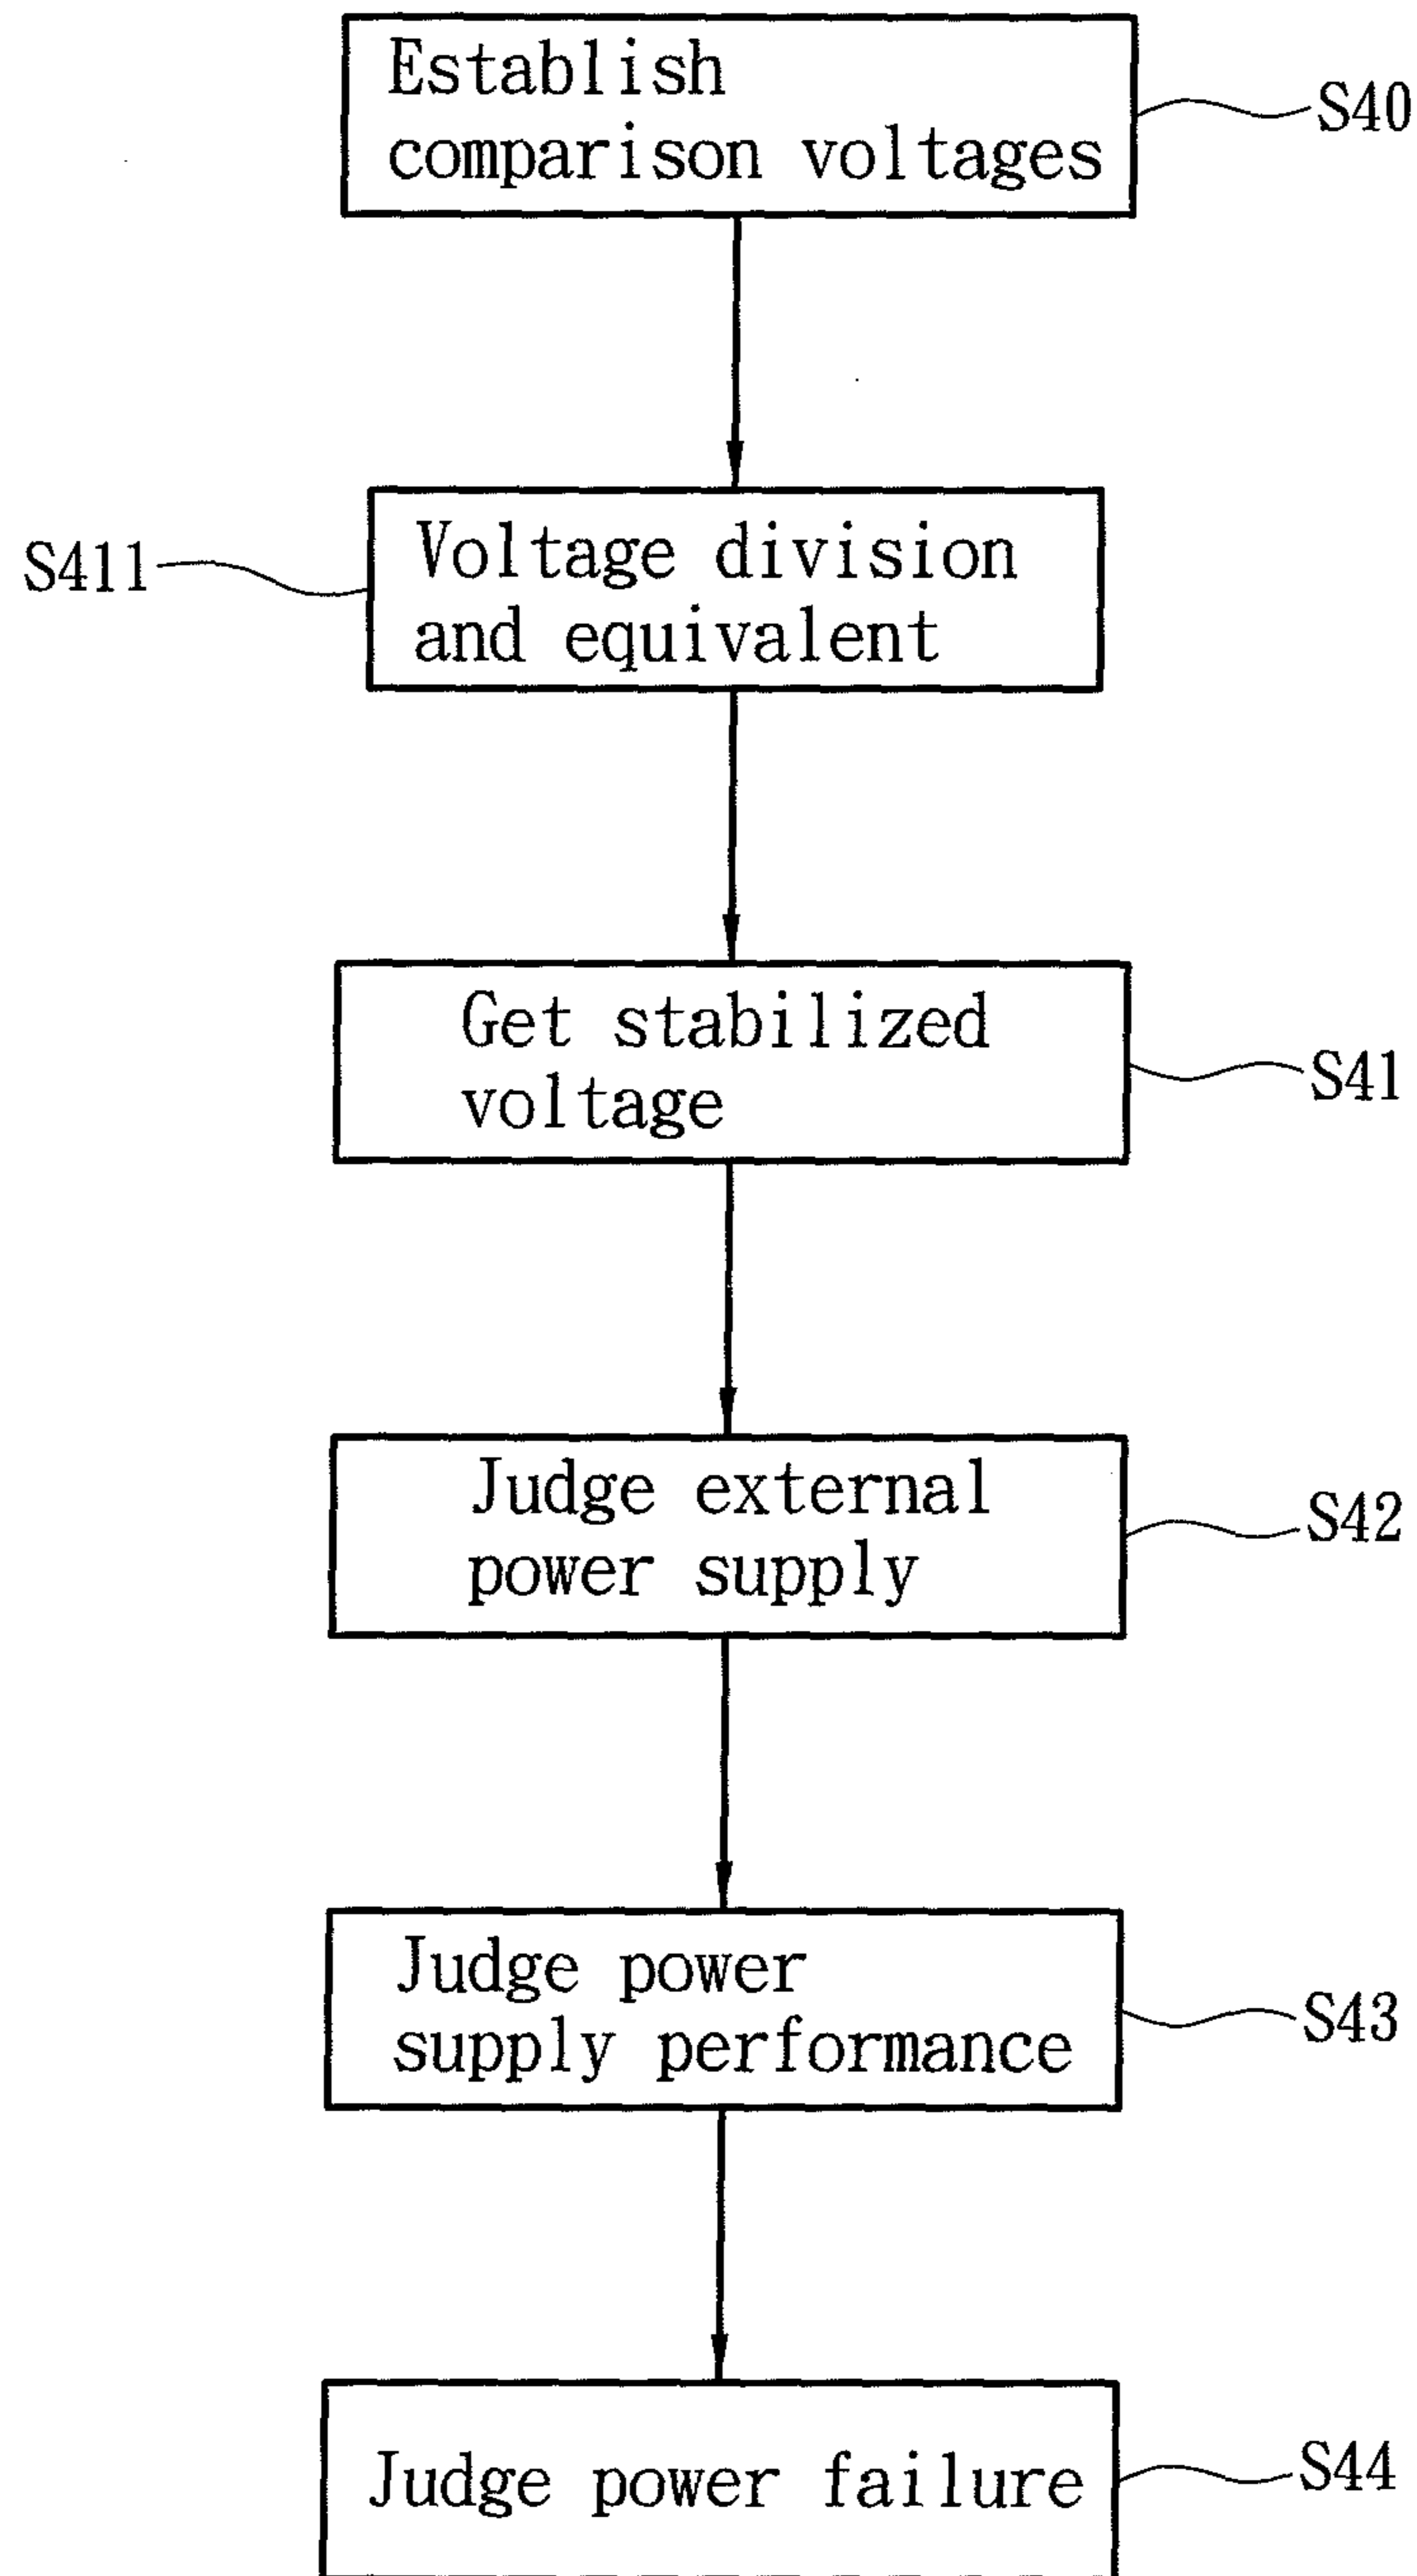 Establish
comparison voltages
S40
S411
Voltage division
and equivalent
Get stabilized
voltage
S41
Judge external
power supply
S42
Judge power
supply performance
S43
Judge power failure
S44